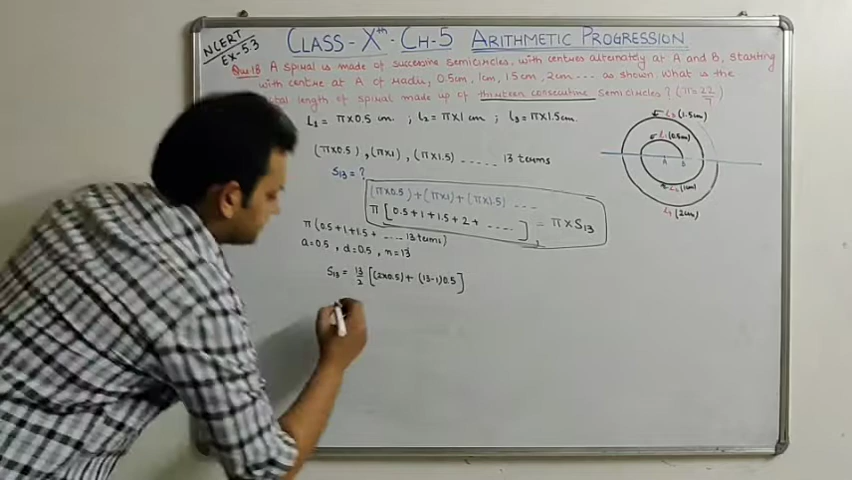 NCERT
EX-5.3
CLASS-Xth - CH-5 ARITHMETIC PROGRESSION
Que:18 A spiral is made of successive semicircles, with centres alternately at A and B, starting
with centre at A of radii, 0.5cm, 1cm, 1.5cm, 2cm --- as shown. What is the
length of spiral made up of thirteen consecutive semicircles? (π=22/7)
L1 = π×0.5 cm ; L2 = π×1 cm ; L3 = π×1.5cm
(π×0.5), (π×1), (π×1.5) ..... 13 terms
S13 = ?
(π×0.5)+(π×1)+(π×1.5) ....
π[0.5+1+1.5+2+ .....] = π×S13
π(0.5+1+1.5+ ....13 terms)
a=0.5, d=0.5, n=13
S13 = 13/2 [(2×0.5)+(13-1)0.5]
L3 (1.5cm)
L1 (0.5cm)
A B
L2 (1cm)
L4 (2cm)